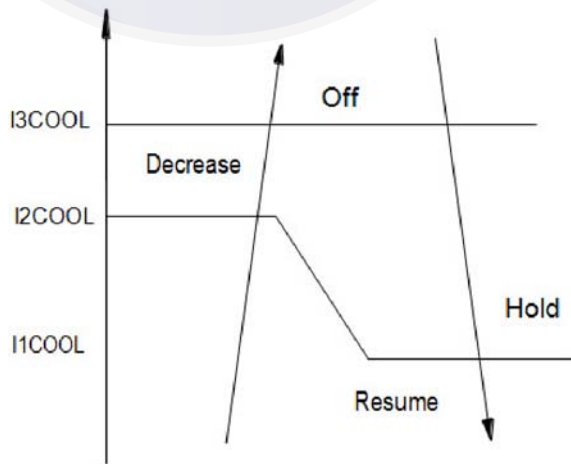 Off
I3COOL
Decrease
I2COOL
Hold
I1COOL
Resume